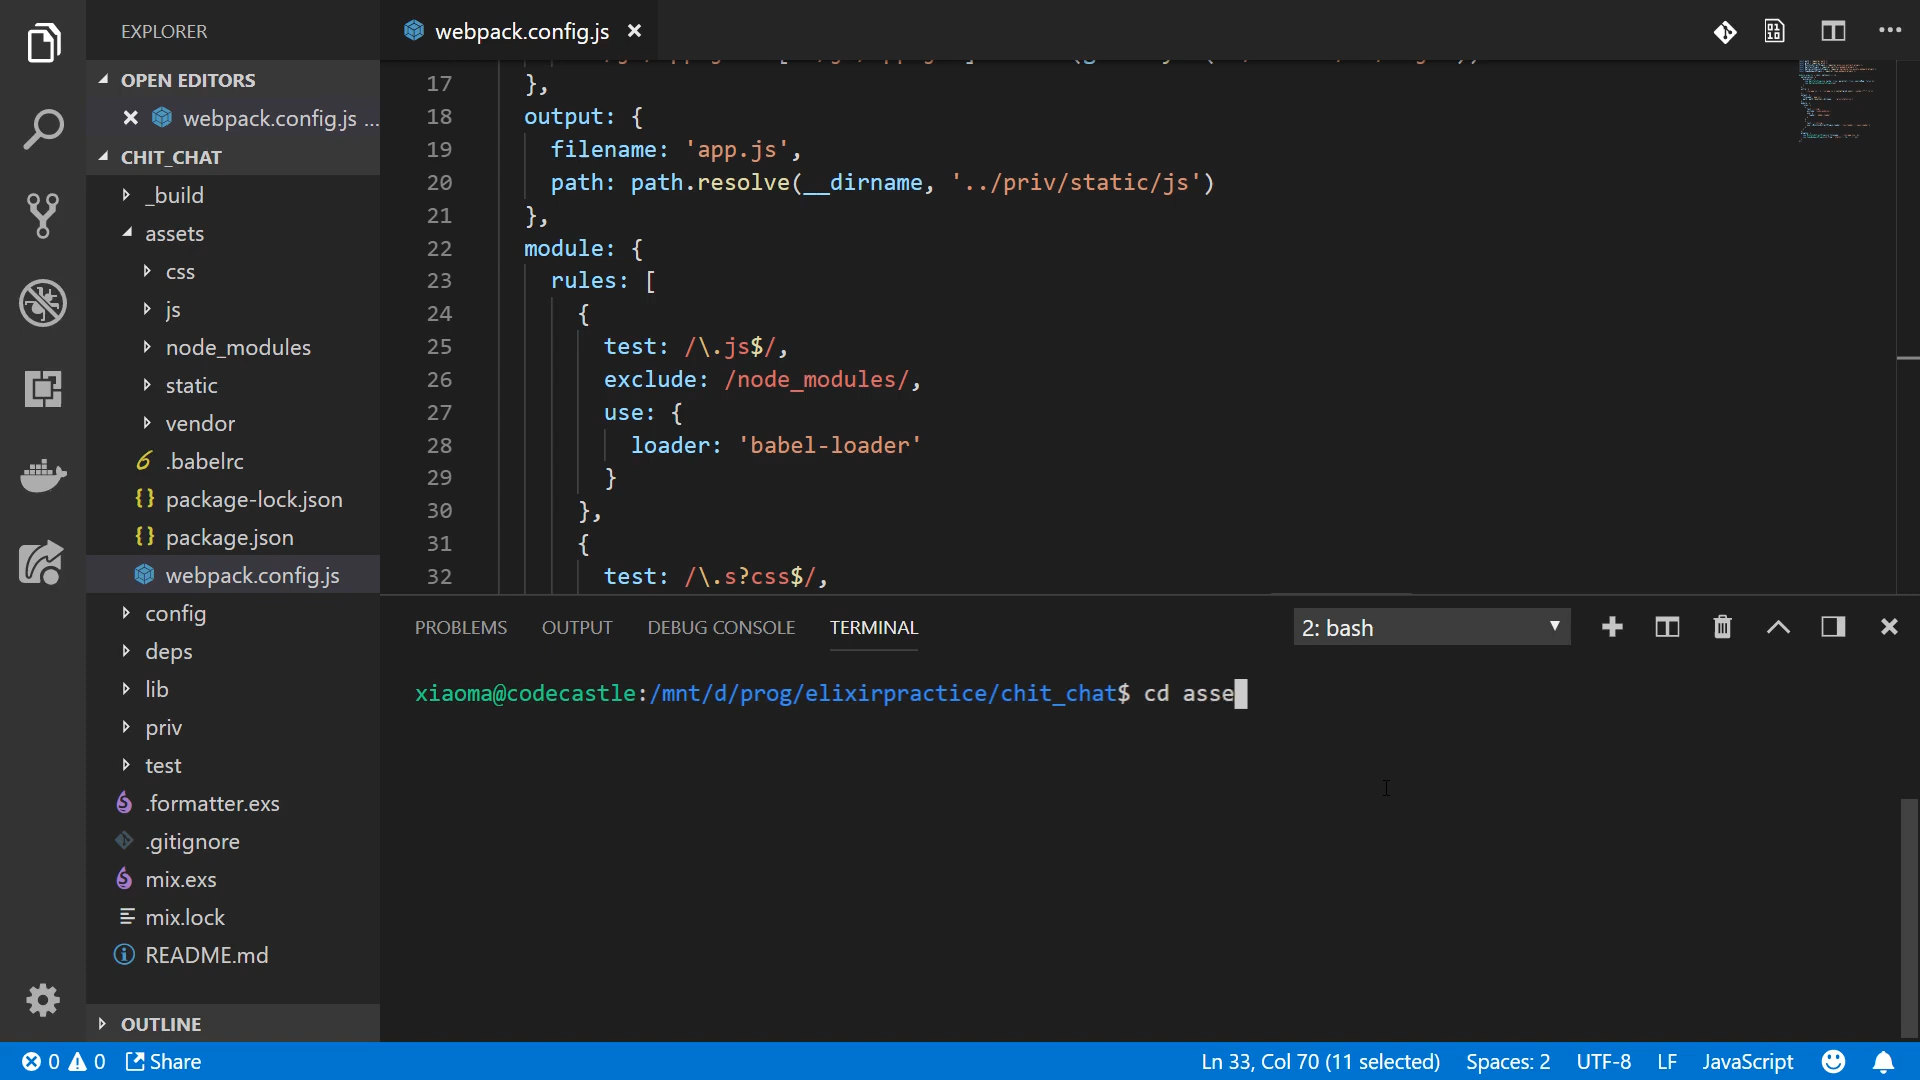 EXPLORER
OPEN EDITORS
webpack.config.js ...
CHIT_CHAT
_build
assets
css
js
node_modules
static
vendor
.babelrc
package-lock.json
package.json
webpack.config.js
config
deps
lib
priv
test
.formatter.exs
.gitignore
mix.exs
mix.lock
README.md
OUTLINE
webpack.config.js
17 },
18 output: {
19 filename: 'app.js',
20 path: path.resolve(__dirname, '../priv/static/js')
21 },
22 module: {
23 rules: [
24 {
25 test: /\.js$/,
26 exclude: /node_modules/,
27 use: {
28 loader: 'babel-loader'
29 }
30 },
31 {
32 test: /\.s?css$/,
PROBLEMS OUTPUT DEBUG CONSOLE TERMINAL 2: bash
xiaoma@codecastle:/mnt/d/prog/elixirpractice/chit_chat$ cd asse
0 0 Share Ln 33, Col 70 (11 selected) Spaces: 2 UTF-8 LF JavaScript